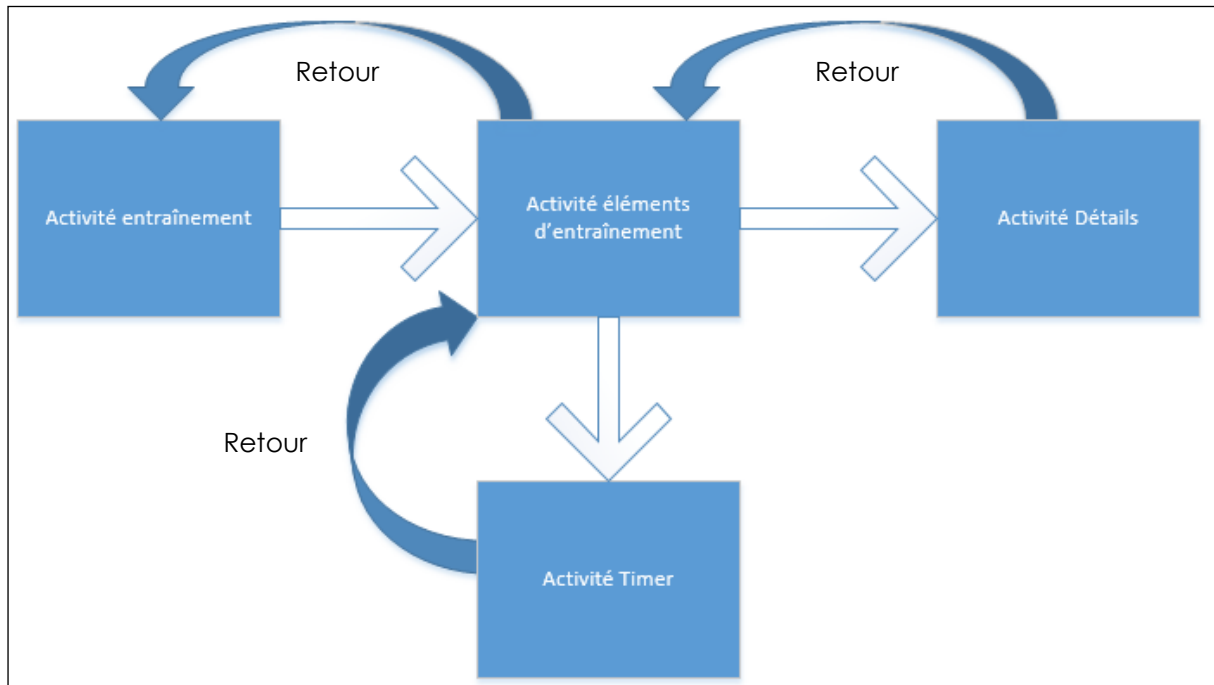 Retour
Retour
Activité entraînement
Activité éléments
d'entraînement
Activité Détails
Retour
Activité Timer